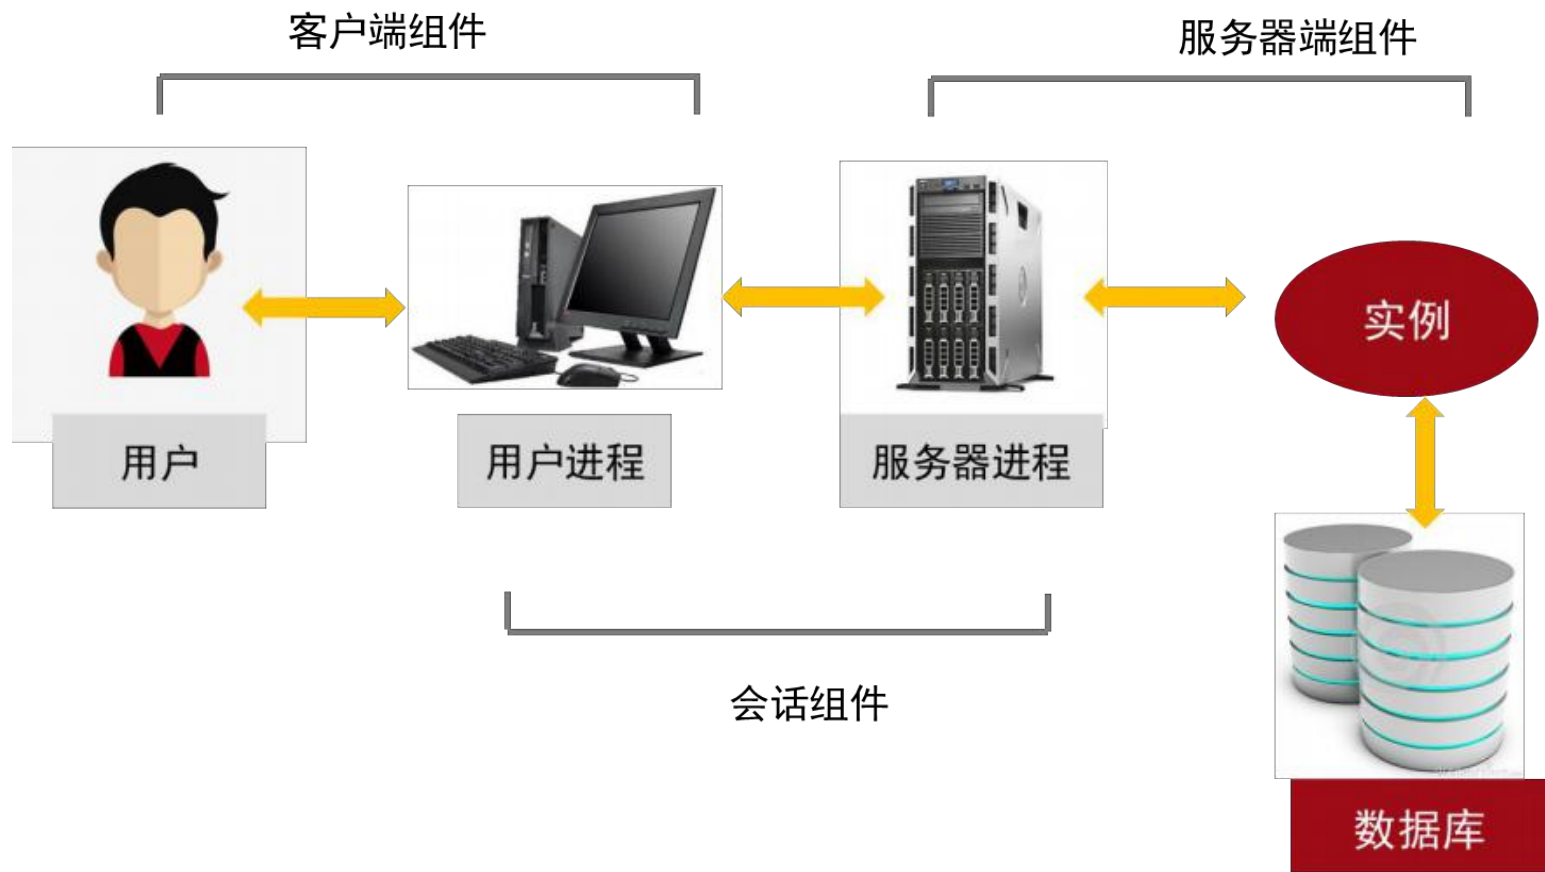 客户端组件
服务器端组件
实例
用户
用户进程
服务器进程
会话组件
数据库